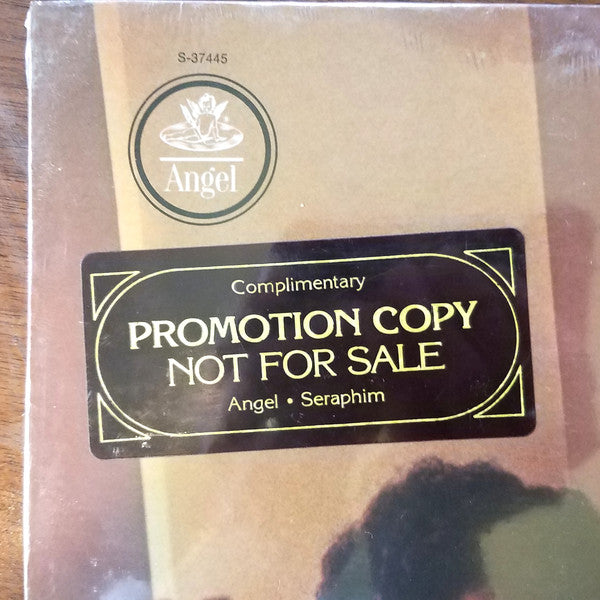 S-37445
Angel
Complimentary
PROMOTION COPY
NOT FOR SALE
Angel • Seraphim